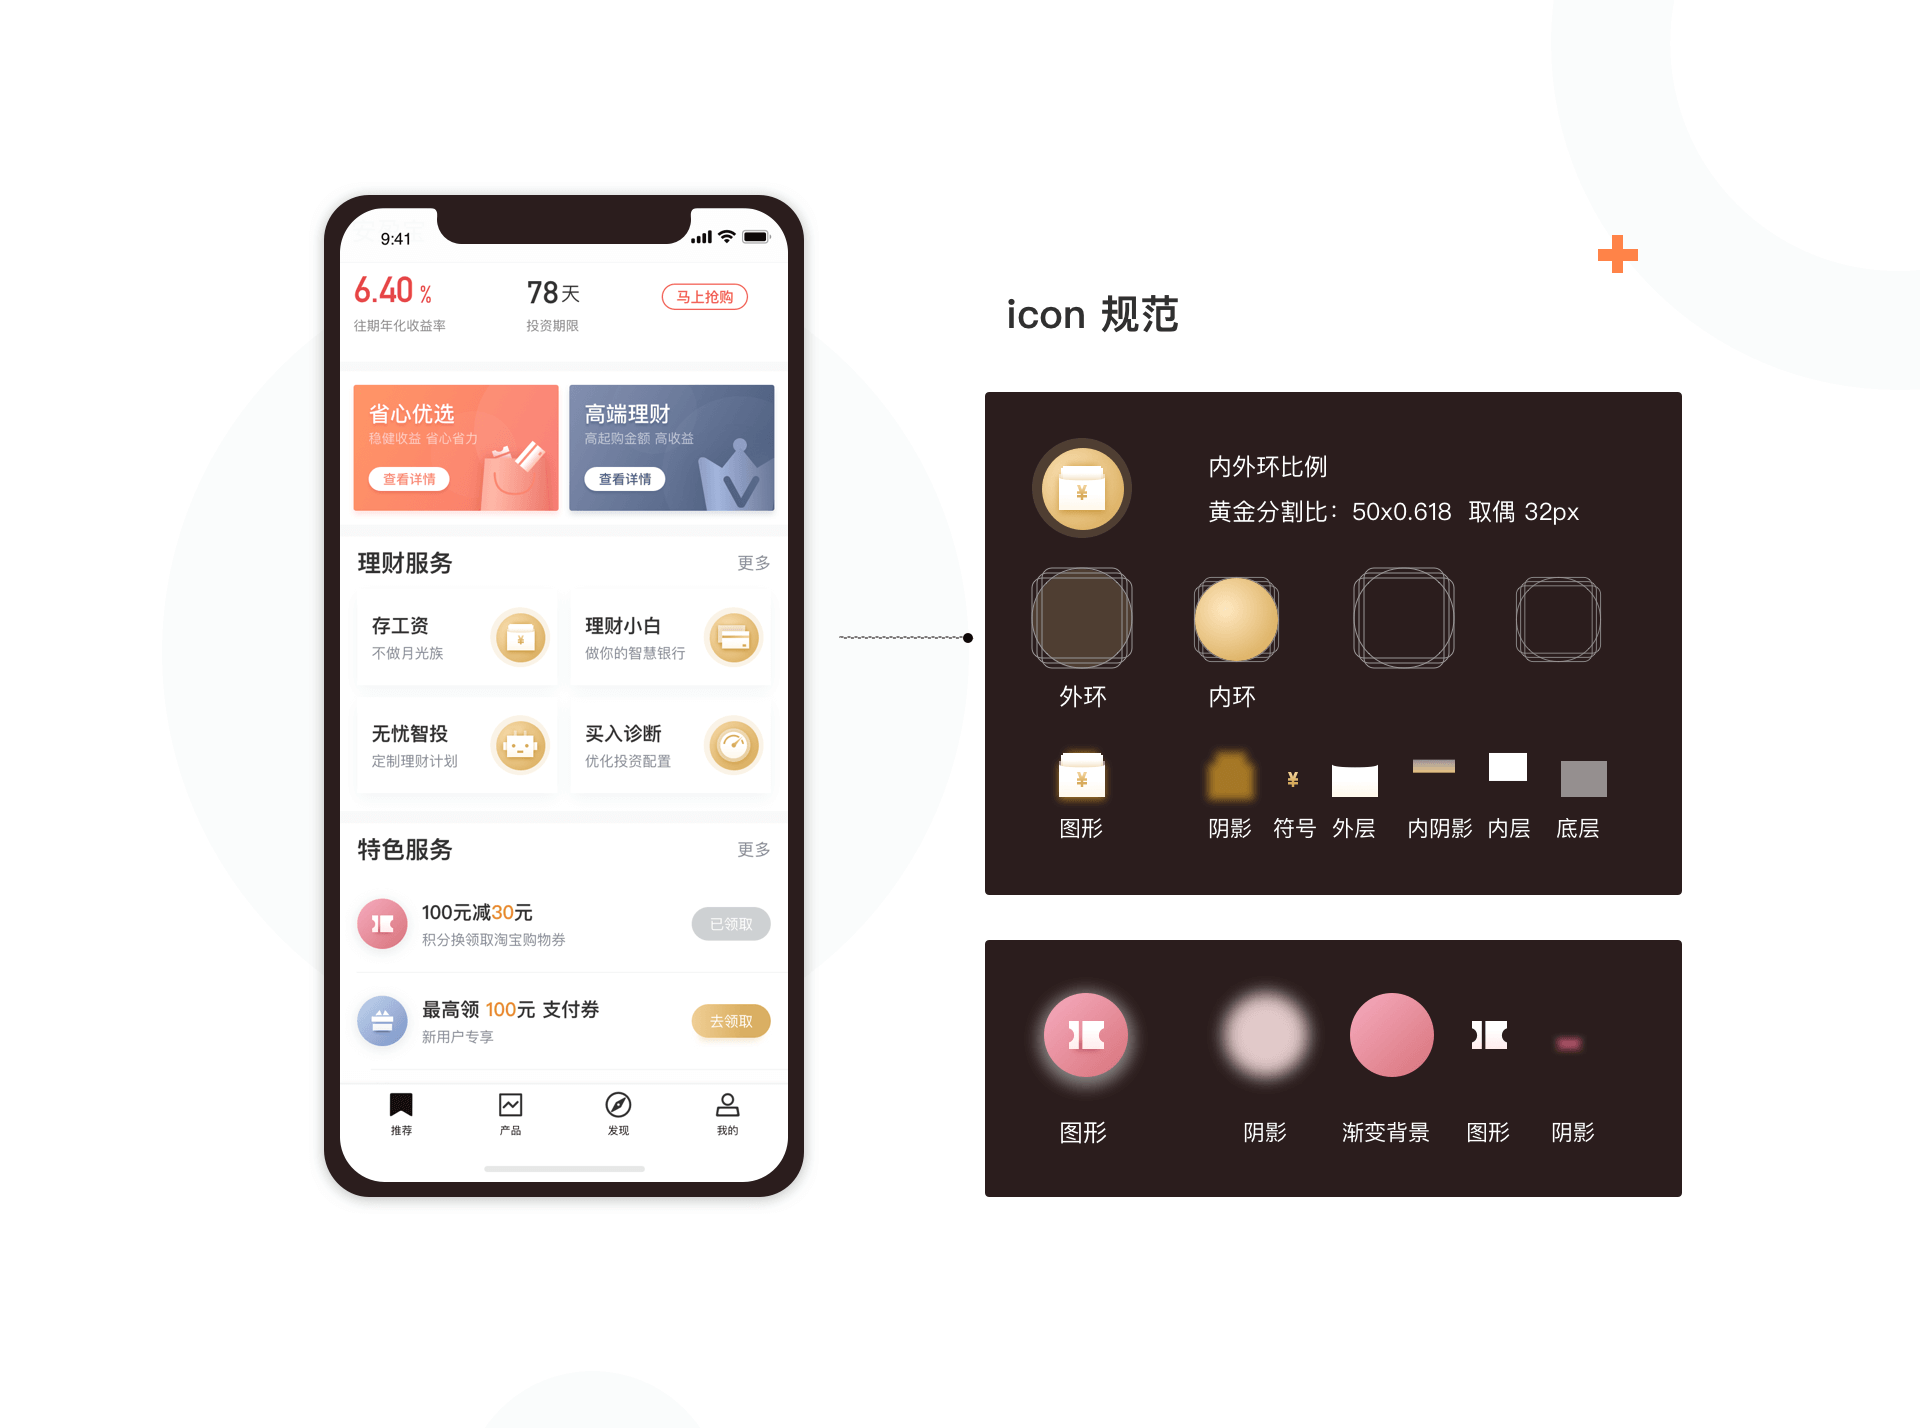 9:41
6.40 %
78天
马上抢购
往期年化收益率
投资期限
省心优选
稳健收益 省心省力
查看详情
高端理财
高起购金额 高收益
查看详情
理财服务
更多
存工资
不做月光族
¥
理财小白
做你的智慧银行
无忧智投
定制理财计划
买入诊断
优化投资配置
特色服务
更多
100元减30元
积分换领取淘宝购物券
已领取
最高领 100元 支付券
新用户专享
去领取
推荐
产品
发现
我的
icon 规范
¥
内外环比例
黄金分割比：50x0.618 取偶 32px
外环
内环
¥
¥
图形
阴影
符号
外层
内阴影
内层
底层
图形
阴影
渐变背景
图形
阴影